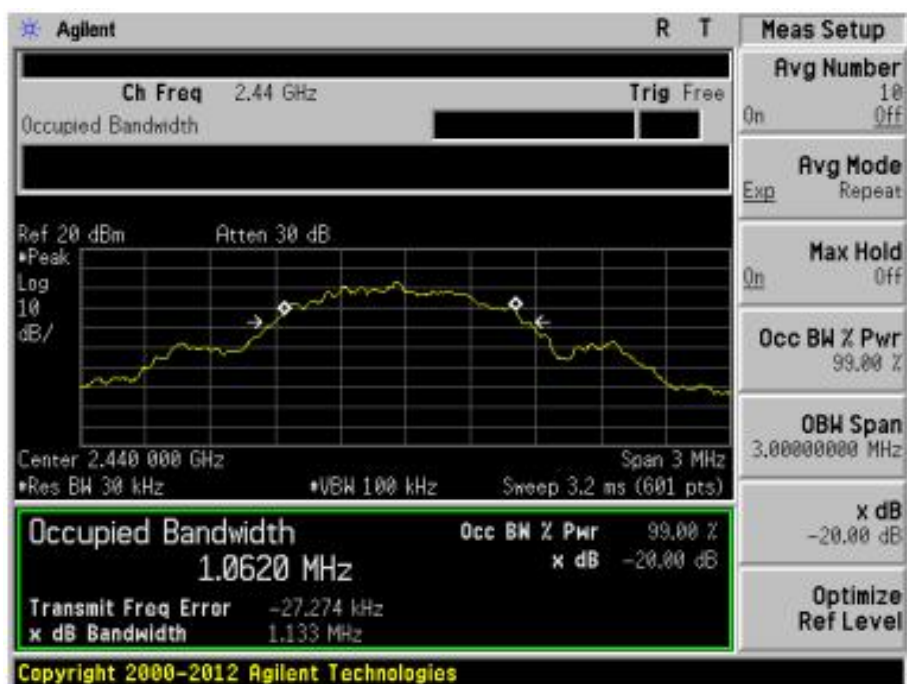 Agilent R T
Meas Setup
Ch Freq 2.44 GHz Trig Free
Occupied Bandwidth
Ref 20 dBm Atten 30 dB
*Peak
Log
10
dB/
Center 2.440 000 GHz Span 3 MHz
*Res BW 30 kHz *VBW 100 kHz Sweep 3.2 ms (601 pts)
Occupied Bandwidth
1.0620 MHz
Occ BW % Pwr 99.00 %
x dB -20.00 dB
Transmit Freq Error -27.274 kHz
x dB Bandwidth 1.133 MHz
Copyright 2000-2012 Agilent Technologies
Avg Number
10
On Off
Avg Mode
Exp Repeat
Max Hold
On Off
Occ BW % Pwr
99.00 %
OBW Span
3.00000000 MHz
x dB
-20.00 dB
Optimize
Ref Level